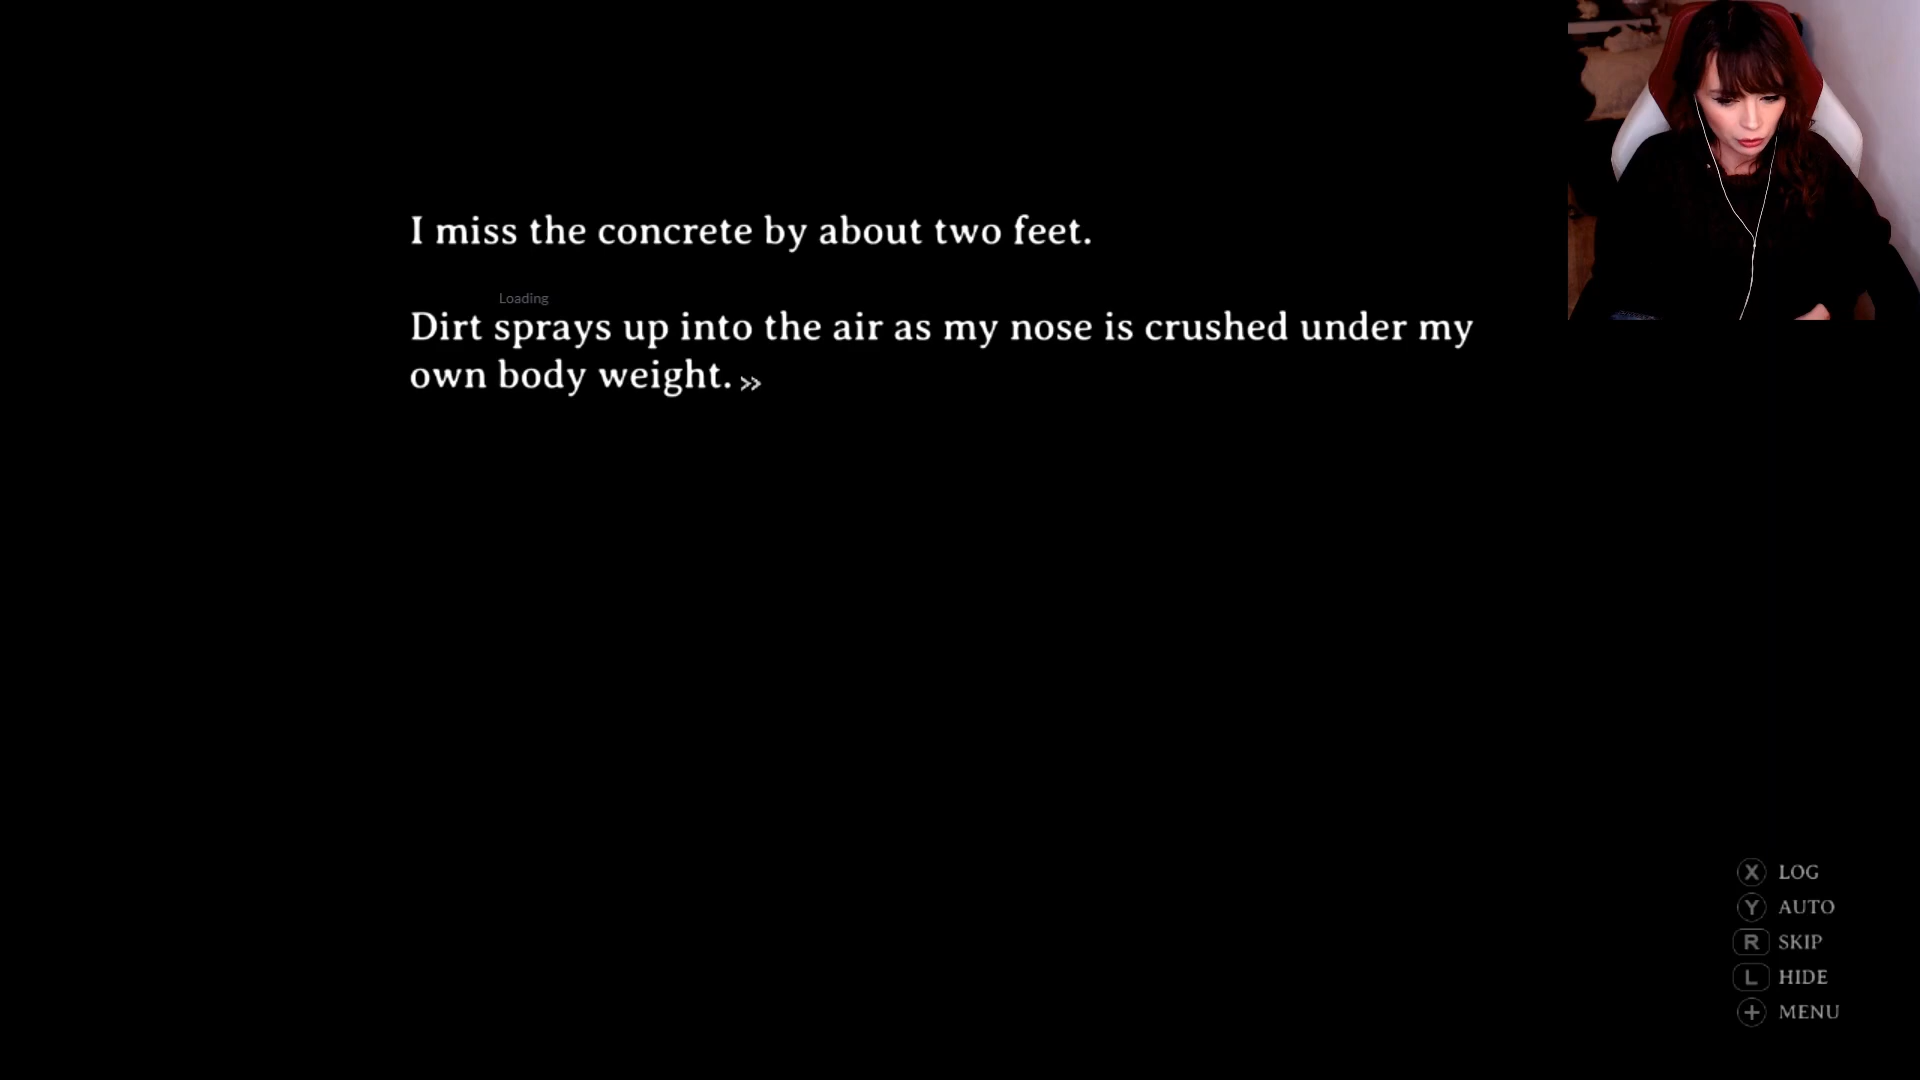 I miss the concrete by about two feet.
Loading
Dirt sprays up into the air as my nose is crushed under my
own body weight. »
X LOG
Y AUTO
R SKIP
L HIDE
+ MENU